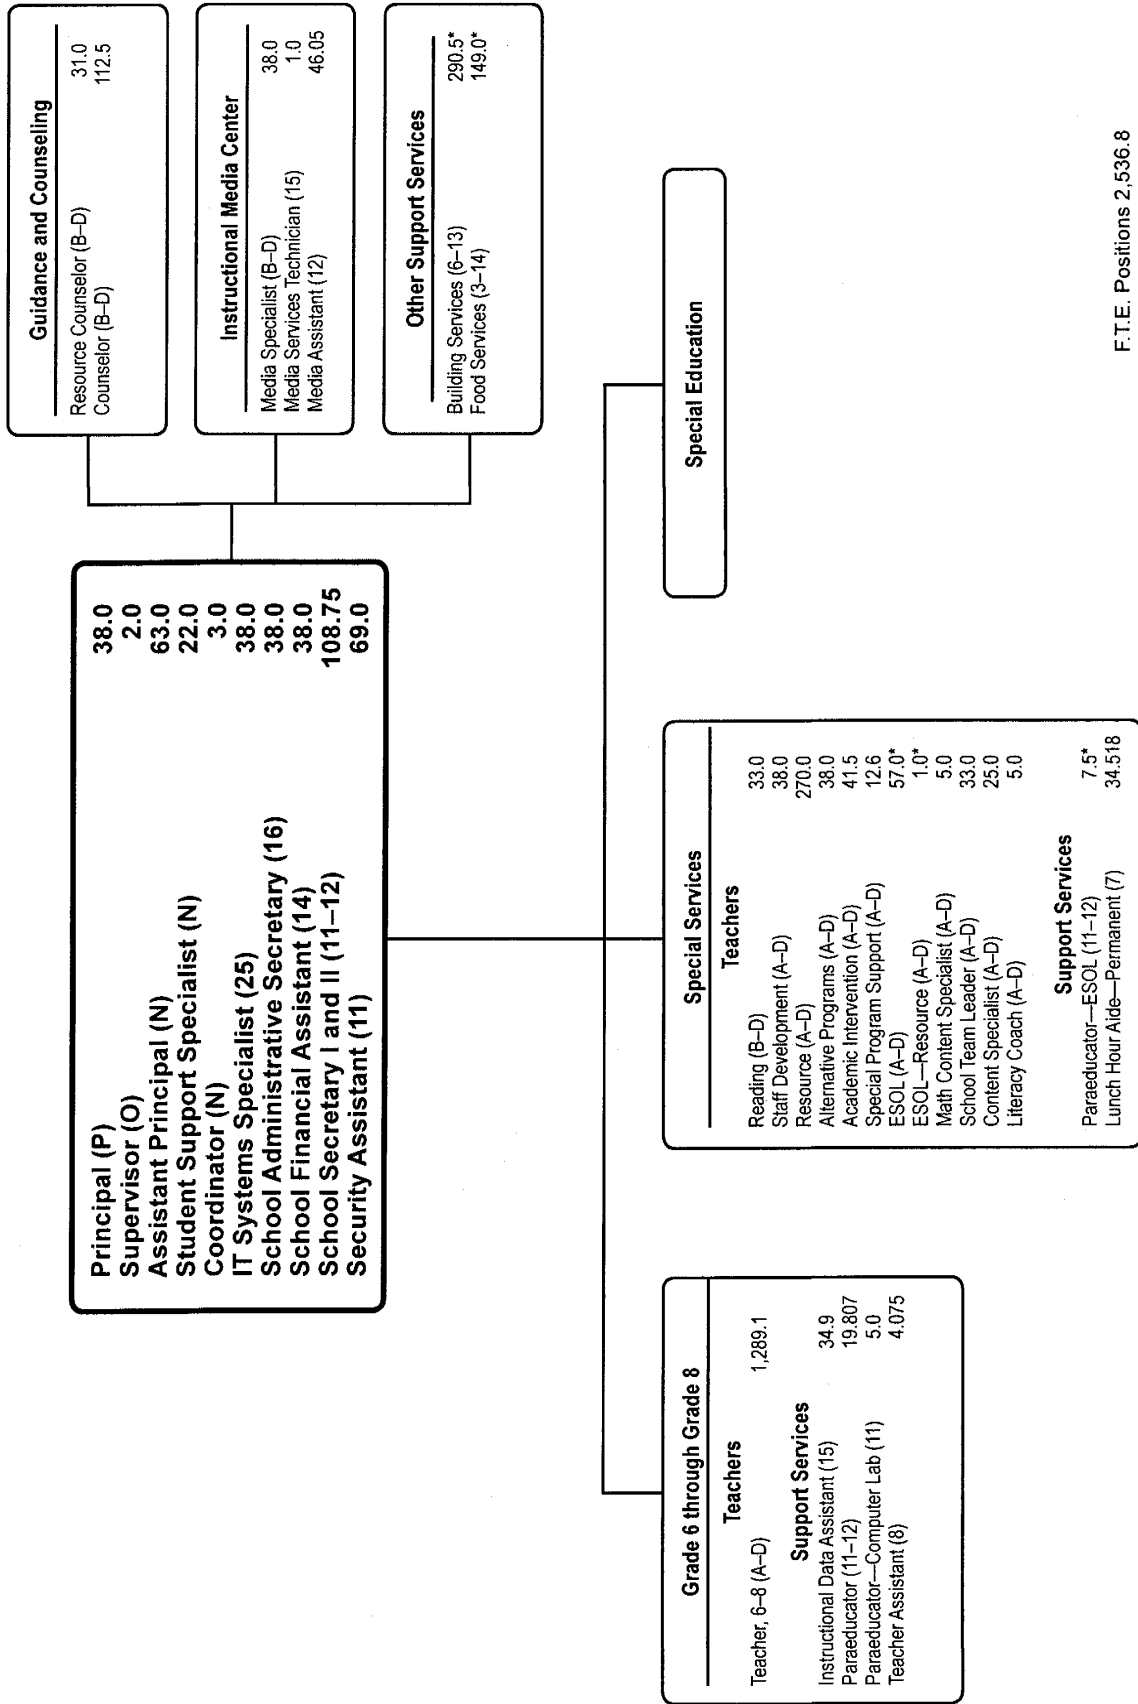 Principal (P) 38.0
Supervisor (O) 2.0
Assistant Principal (N) 63.0
Student Support Specialist (N) 22.0
Coordinator (N) 3.0
IT Systems Specialist (25) 38.0
School Administrative Secretary (16) 38.0
School Financial Assistant (14) 38.0
School Secretary I and II (11–12) 108.75
Security Assistant (11) 69.0
Guidance and Counseling
Resource Counselor (B–D) 31.0
Counselor (B–D) 112.5
Instructional Media Center
Media Specialist (B–D) 38.0
Media Services Technician (15) 1.0
Media Assistant (12) 46.05
Other Support Services
Building Services (6–13) 290.5*
Food Services (3–14) 149.0*
Grade 6 through Grade 8
Teachers
Teacher, 6–8 (A–D) 1,289.1
Support Services
Instructional Data Assistant (15) 34.9
Paraeducator (11–12) 19.807
Paraeducator—Computer Lab (11) 5.0
Teacher Assistant (8) 4.075
Special Services
Teachers
Reading (B–D) 33.0
Staff Development (A–D) 38.0
Resource (A–D) 270.0
Alternative Programs (A–D) 38.0
Academic Intervention (A–D) 41.5
Special Program Support (A–D) 12.6
ESOL (A–D) 57.0*
ESOL—Resource (A–D) 1.0*
Math Content Specialist (A–D) 5.0
School Team Leader (A–D) 33.0
Content Specialist (A–D) 25.0
Literacy Coach (A–D) 5.0
Support Services
Paraeducator—ESOL (11–12) 7.5*
Lunch Hour Aide—Permanent (7) 34.518
Special Education
F.T.E. Positions 2,536.8